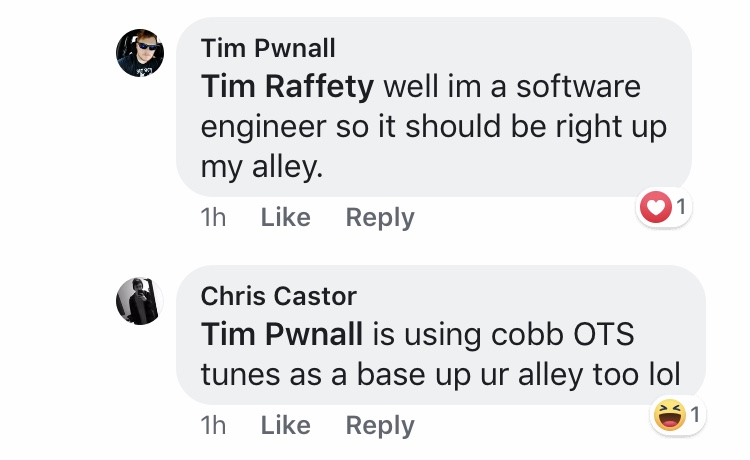 Tim Pwnall
Tim Raffety well im a software
engineer so it should be right up
my alley.
1
1h Like Reply
Chris Castor
Tim Pwnall is using cobb OTS
tunes as a base up ur alley too lol
1
1h Like Reply